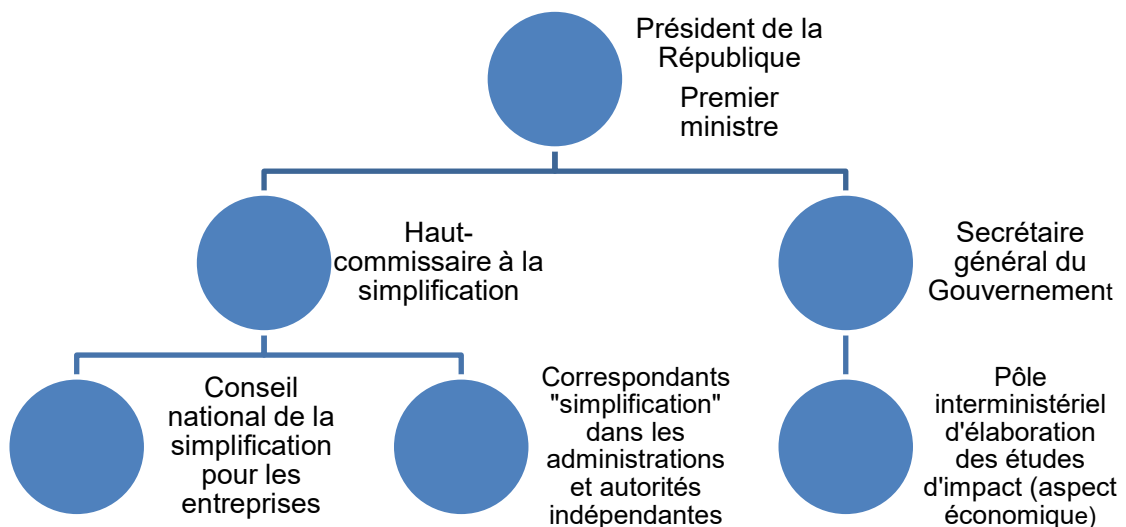 Président de la
République
Premier
ministre
Haut-
commissaire à la
simplification
Secrétaire
général du
Gouvernement
Conseil
national de la
simplification
pour les
entreprises
Correspondants
"simplification"
dans les
administrations
et autorités
indépendantes
Pôle
interministériel
d'élaboration
des études
d'impact (aspect
économique)